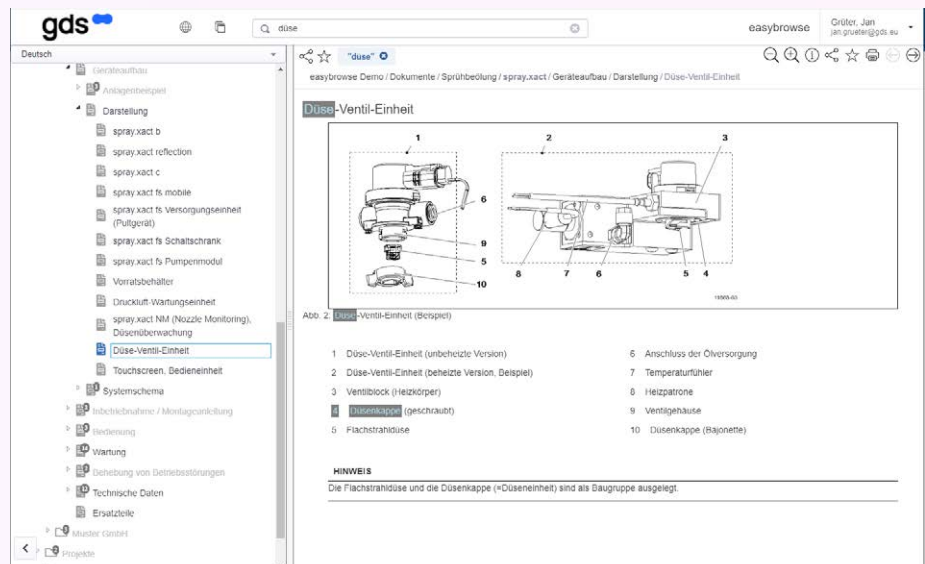 gds
düse
easybrowse
Grüter, Jan
jan.grueter@gds.eu
Deutsch
Geräteaufbau
Anlagenbeispiel
Darstellung
spray.xact b
spray.xact reflection
spray.xact c
spray.xact fs mobile
spray.xact fs Versorgungseinheit
(Pultgerät)
spray.xact fs Schaltschrank
spray.xact fs Pumpenmodul
Vorratsbehälter
Druckluft-Wartungseinheit
spray.xact NM (Nozzle Monitoring),
Düsenüberwachung
Düse-Ventil-Einheit
Touchscreen, Bedieneinheit
Systemschema
Inbetriebnahme / Montageanleitung
Bedienung
Wartung
Behebung von Betriebsstörungen
Technische Daten
Ersatzteile
Muster GmbH
Projekte
"düse"
easybrowse Demo / Dokumente / Sprühbeölung / spray.xact / Geräteaufbau / Darstellung / Düse-Ventil-Einheit
Düse-Ventil-Einheit
1 2 3
6
9
5
10
8 7 6 5 4
Abb. 2: Düse-Ventil-Einheit (Beispiel)
1 Düse-Ventil-Einheit (unbeheizte Version)
2 Düse-Ventil-Einheit (beheizte Version, Beispiel)
3 Ventilblock (Heizkörper)
4 Düsenkappe (geschraubt)
5 Flachstrahldüse
6 Anschluss der Ölversorgung
7 Temperaturfühler
8 Heizpatrone
9 Ventilgehäuse
10 Düsenkappe (Bajonette)
HINWEIS
Die Flachstrahldüse und die Düsenkappe (=Düseneinheit) sind als Baugruppe ausgelegt.